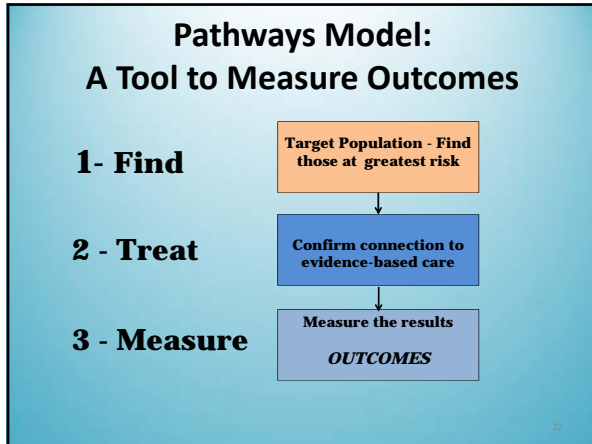 Pathways Model:
A Tool to Measure Outcomes
1- Find
Target Population - Find
those at greatest risk
2 - Treat
Confirm connection to
evidence-based care
3 - Measure
Measure the results
OUTCOMES